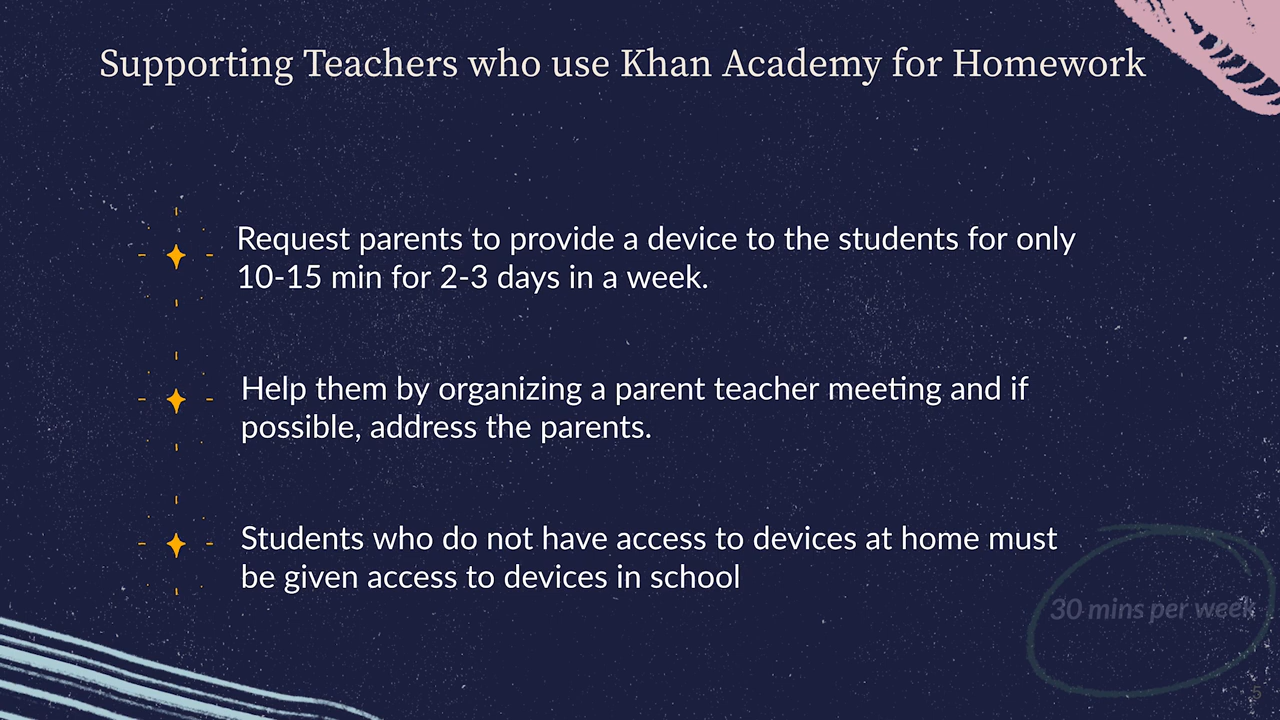 Supporting Teachers who use Khan Academy for Homework
Request parents to provide a device to the students for only
10-15 min for 2-3 days in a week.
Help them by organizing a parent teacher meeting and if
possible, address the parents.
Students who do not have access to devices at home must
be given access to devices in school
30 mins per week
5